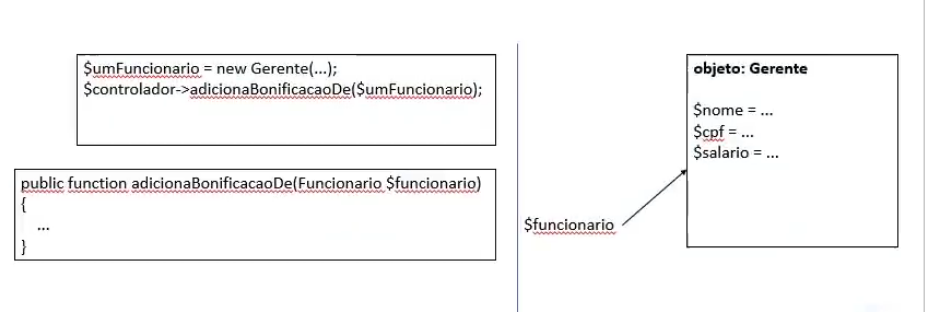 $umFuncionario = new Gerente(...);
$controlador->adicionaBonificacaoDe($umFuncionario);
public function adicionaBonificacaoDe(Funcionario $funcionario)
{
...
}
$funcionario
objeto: Gerente
$nome = ...
$cpf = ...
$salario = ...